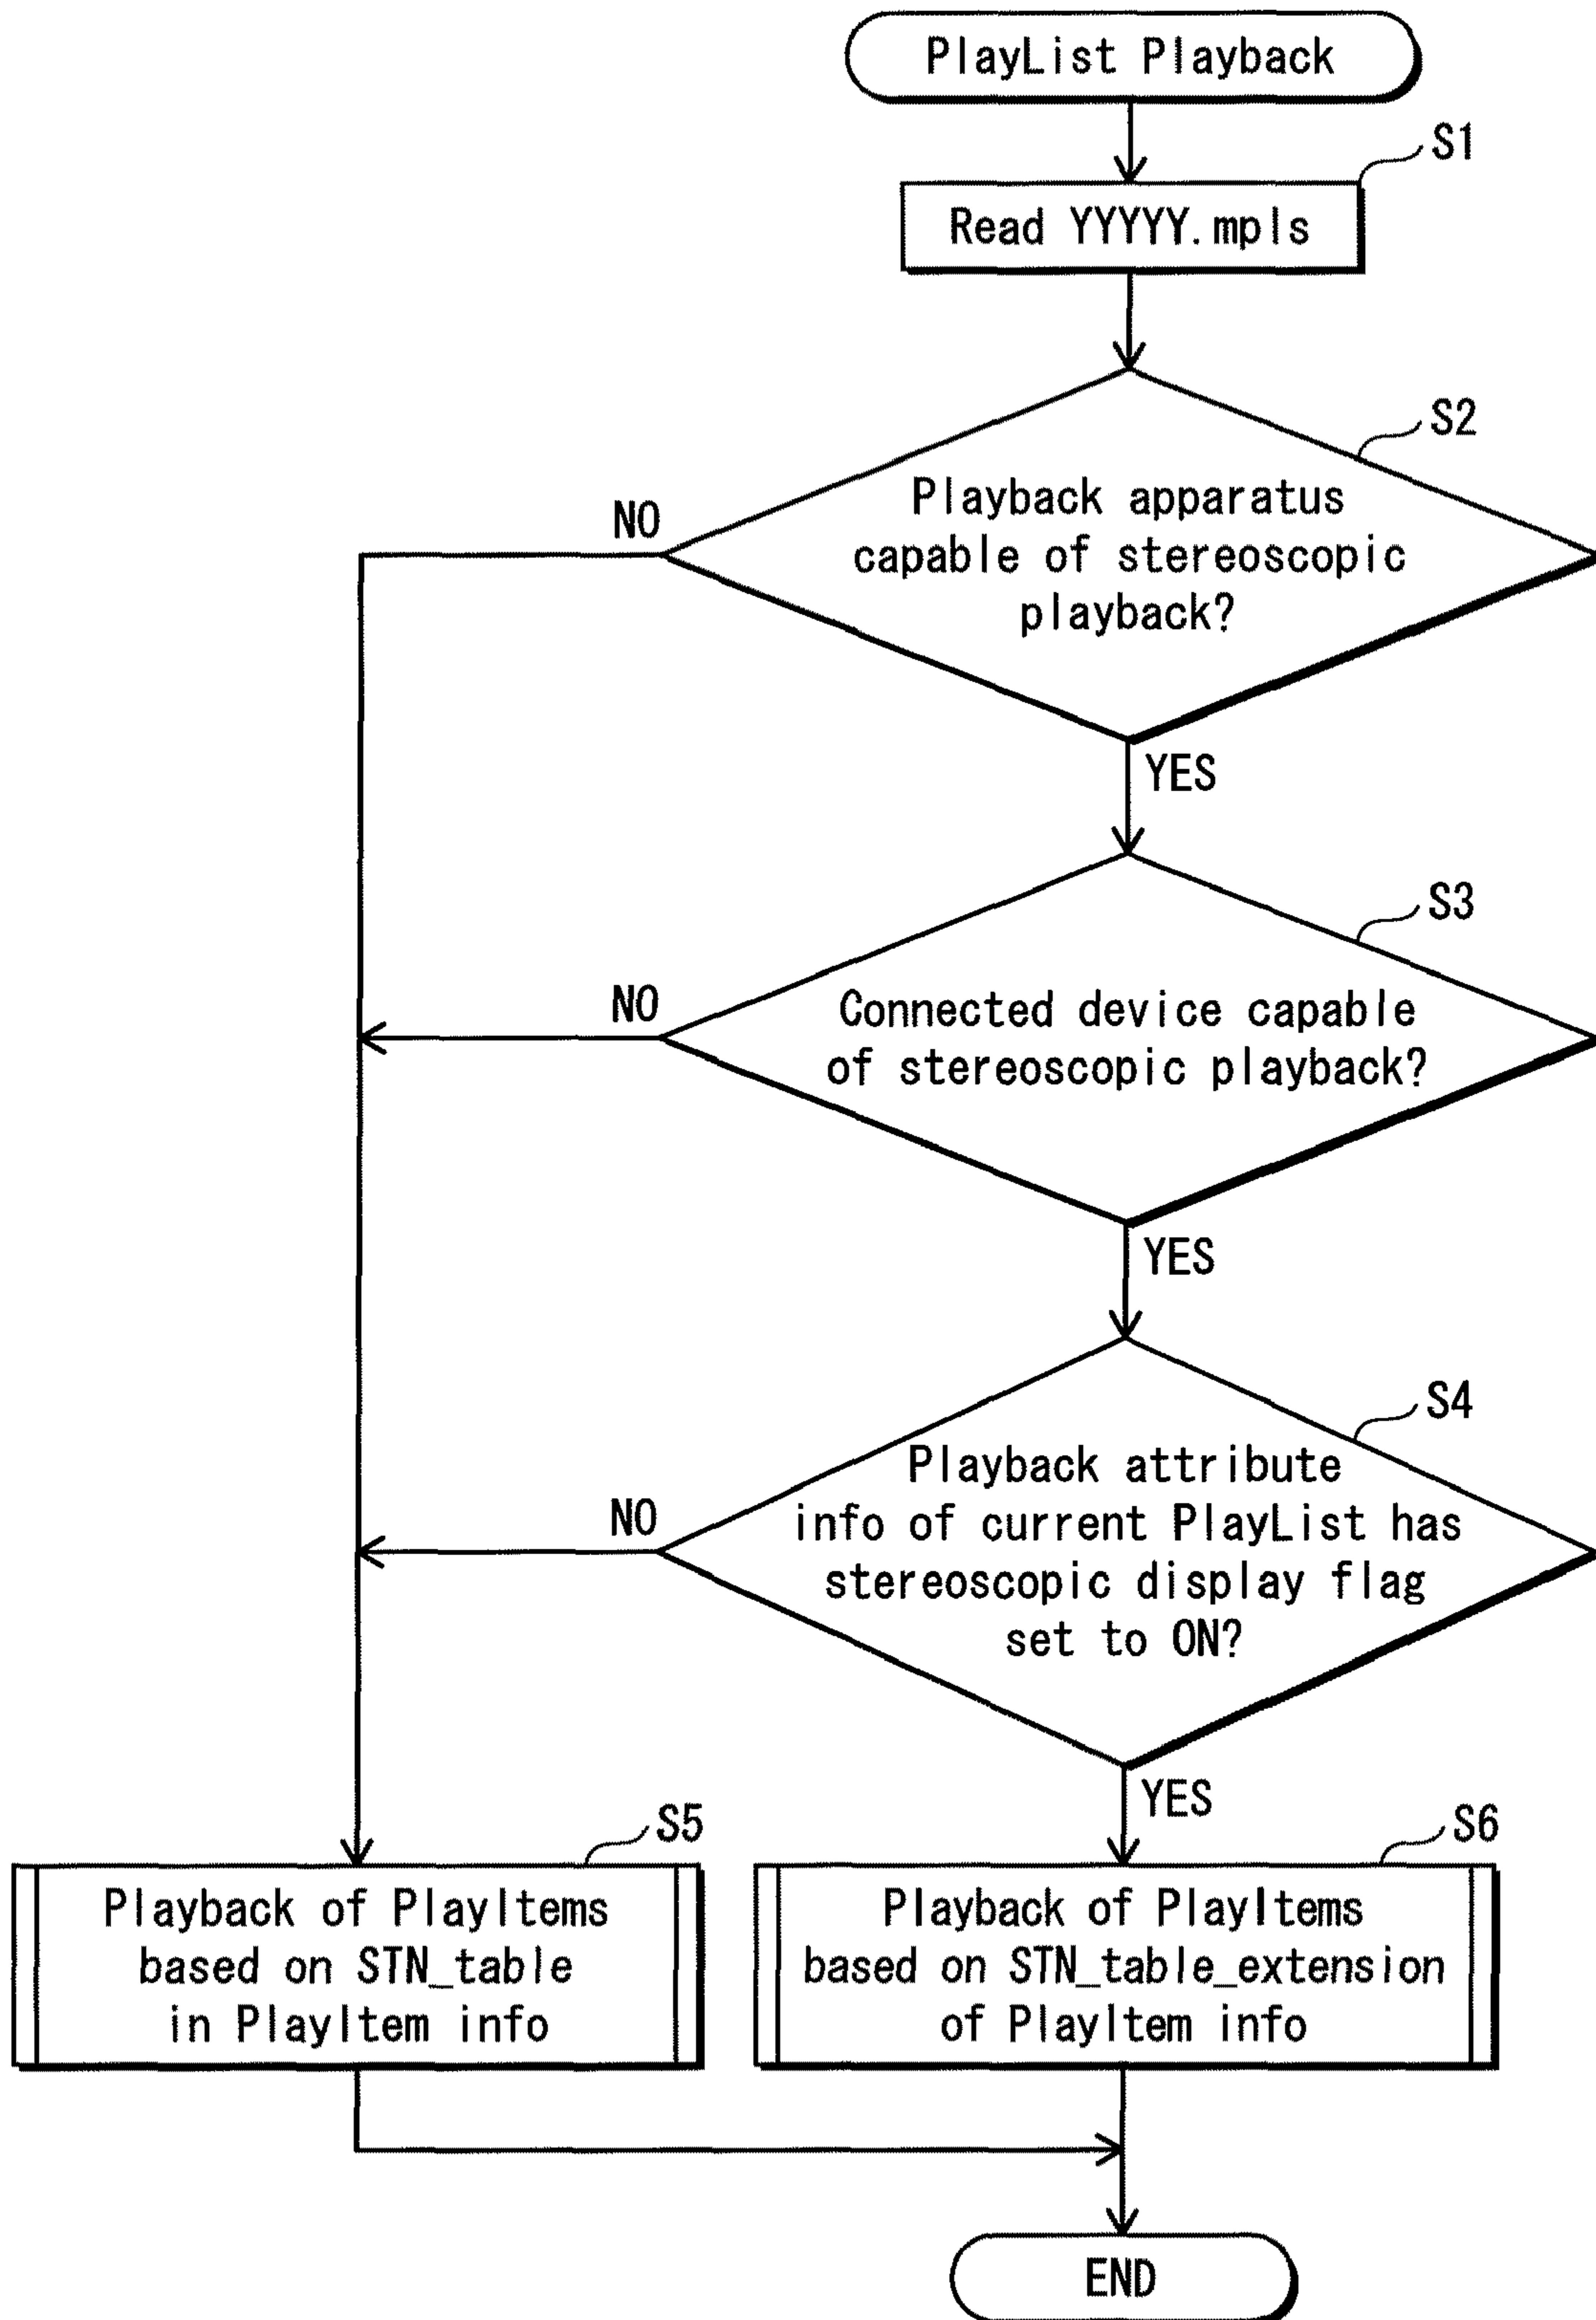 PlayList Playback
S1
Read YYYYY.mpls
S2
Playback apparatus
capable of stereoscopic
playback?
NO
YES
S3
Connected device capable
of stereoscopic playback?
NO
YES
S4
Playback attribute
info of current PlayList has
stereoscopic display flag
set to ON?
NO
YES
S5
Playback of PlayItems
based on STN_table
in PlayItem info
S6
Playback of PlayItems
based on STN_table_extension
of PlayItem info
END